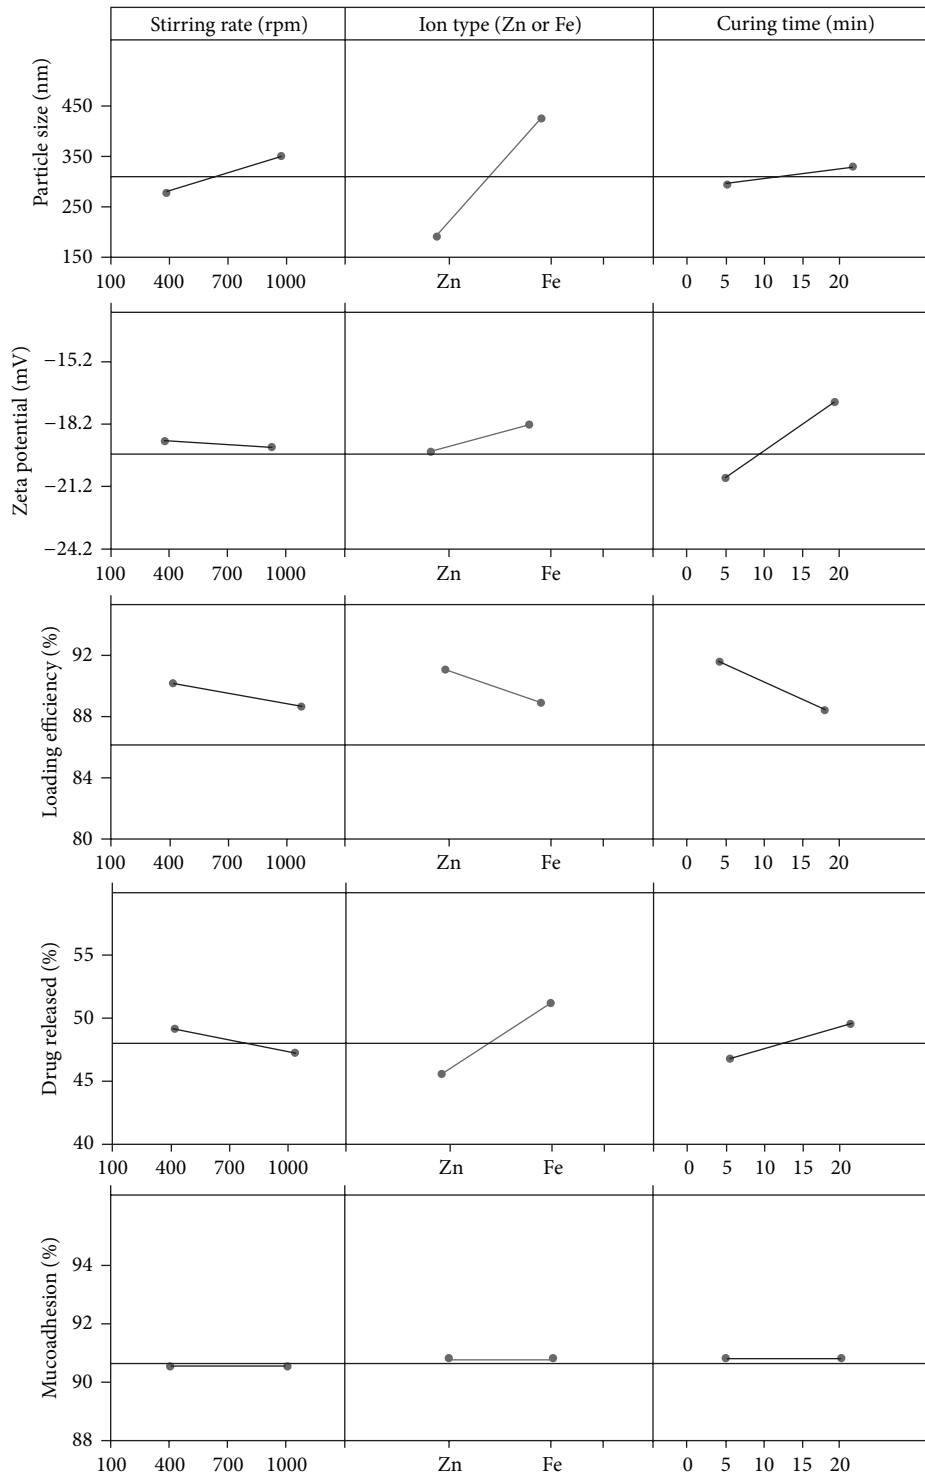 Stirring rate (rpm) Ion type (Zn or Fe) Curing time (min)
Particle size (nm)
450
350
250
150
100 400 700 1000 Zn Fe 0 5 10 15 20
Zeta potential (mV)
−15.2
−18.2
−21.2
−24.2
100 400 700 1000 Zn Fe 0 5 10 15 20
Loading efficiency (%)
92
88
84
80
100 400 700 1000 Zn Fe 0 5 10 15 20
Drug released (%)
55
50
45
40
100 400 700 1000 Zn Fe 0 5 10 15 20
Mucoadhesion (%)
94
92
90
88
100 400 700 1000 Zn Fe 0 5 10 15 20